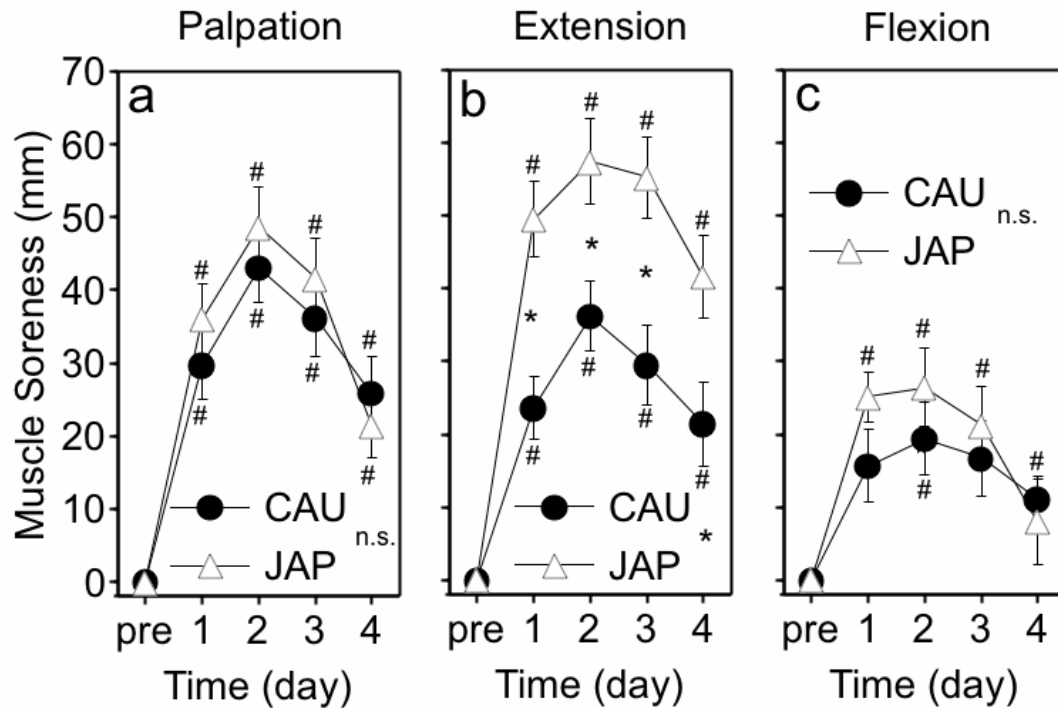 Palpation
Extension
Flexion
Muscle Soreness (mm)
70
60
50
40
30
20
10
0
a
#
#
#
#
#
#
#
#
CAU
n.s.
JAP
pre 1 2 3 4
Time (day)
b
#
#
#
#
*
*
*
#
#
#
#
CAU
*
JAP
pre 1 2 3 4
Time (day)
c
CAU
n.s.
JAP
#
#
#
#
#
pre 1 2 3 4
Time (day)